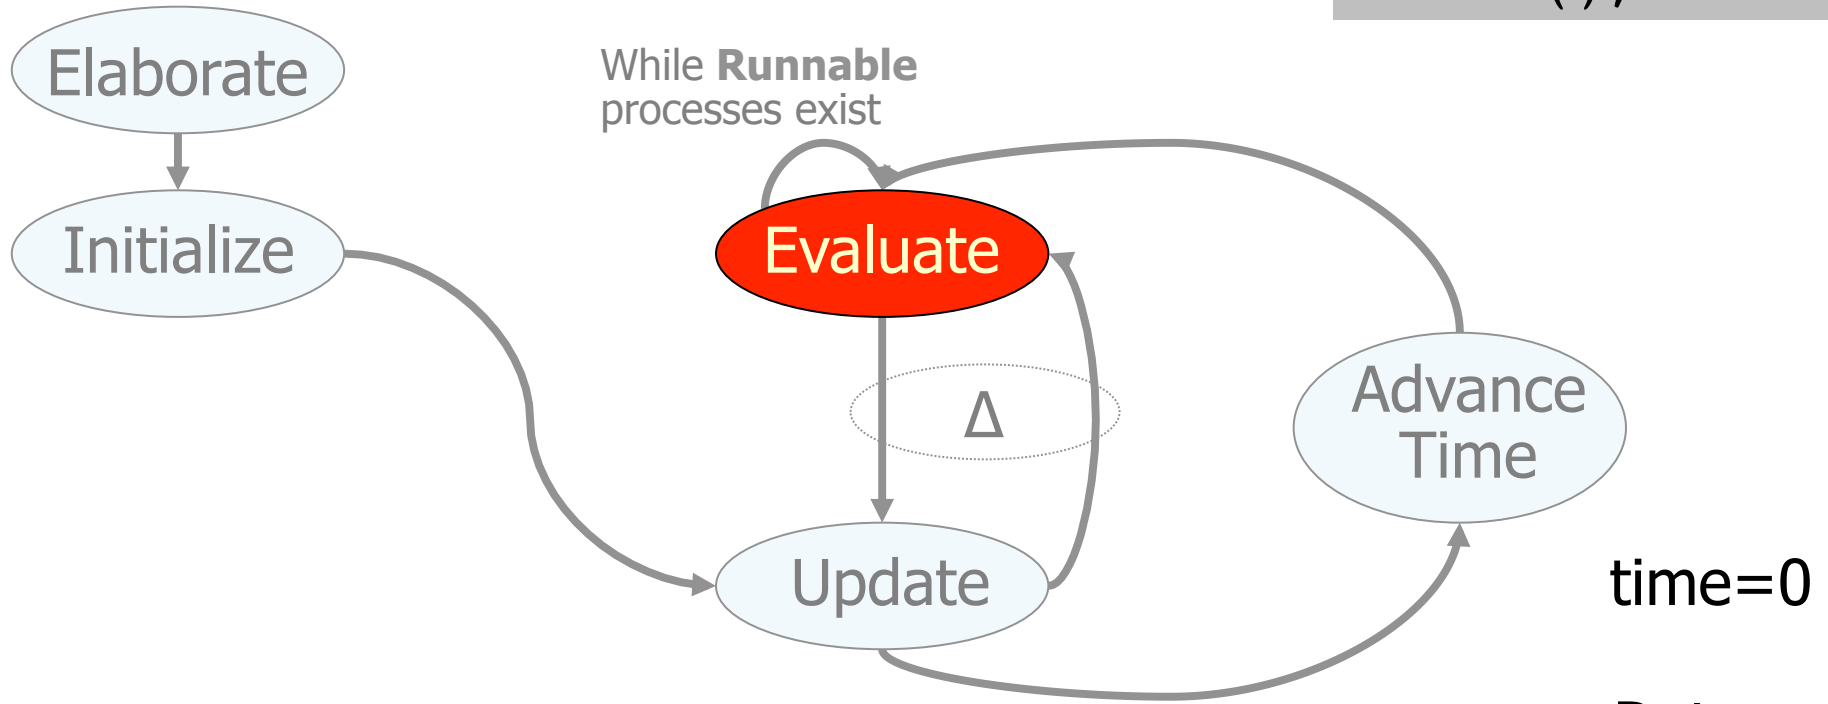 Elaborate
While Runnable
processes exist
Initialize
Evaluate
Δ
Advance
Time
Update
time=0